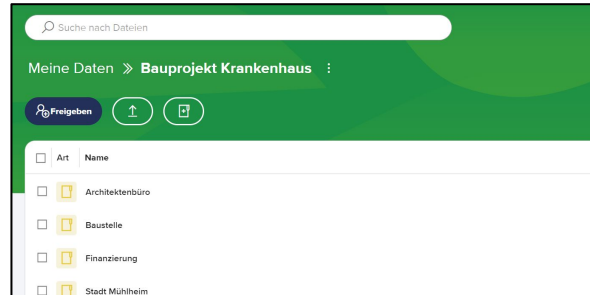 Suche nach Dateien
Meine Daten » Bauprojekt Krankenhaus
Freigeben
Art Name
Architektenbüro
Baustelle
Finanzierung
Stadt Mühlheim